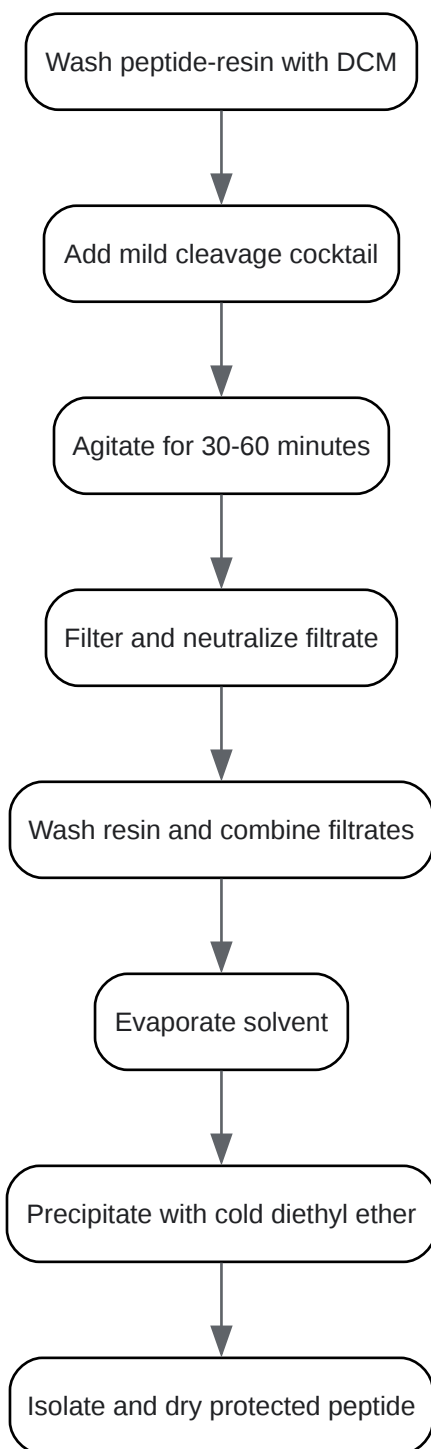 Wash peptide-resin with DCM
Add mild cleavage cocktail
Agitate for 30-60 minutes
Filter and neutralize filtrate
Wash resin and combine filtrates
Evaporate solvent
Precipitate with cold diethyl ether
Isolate and dry protected peptide